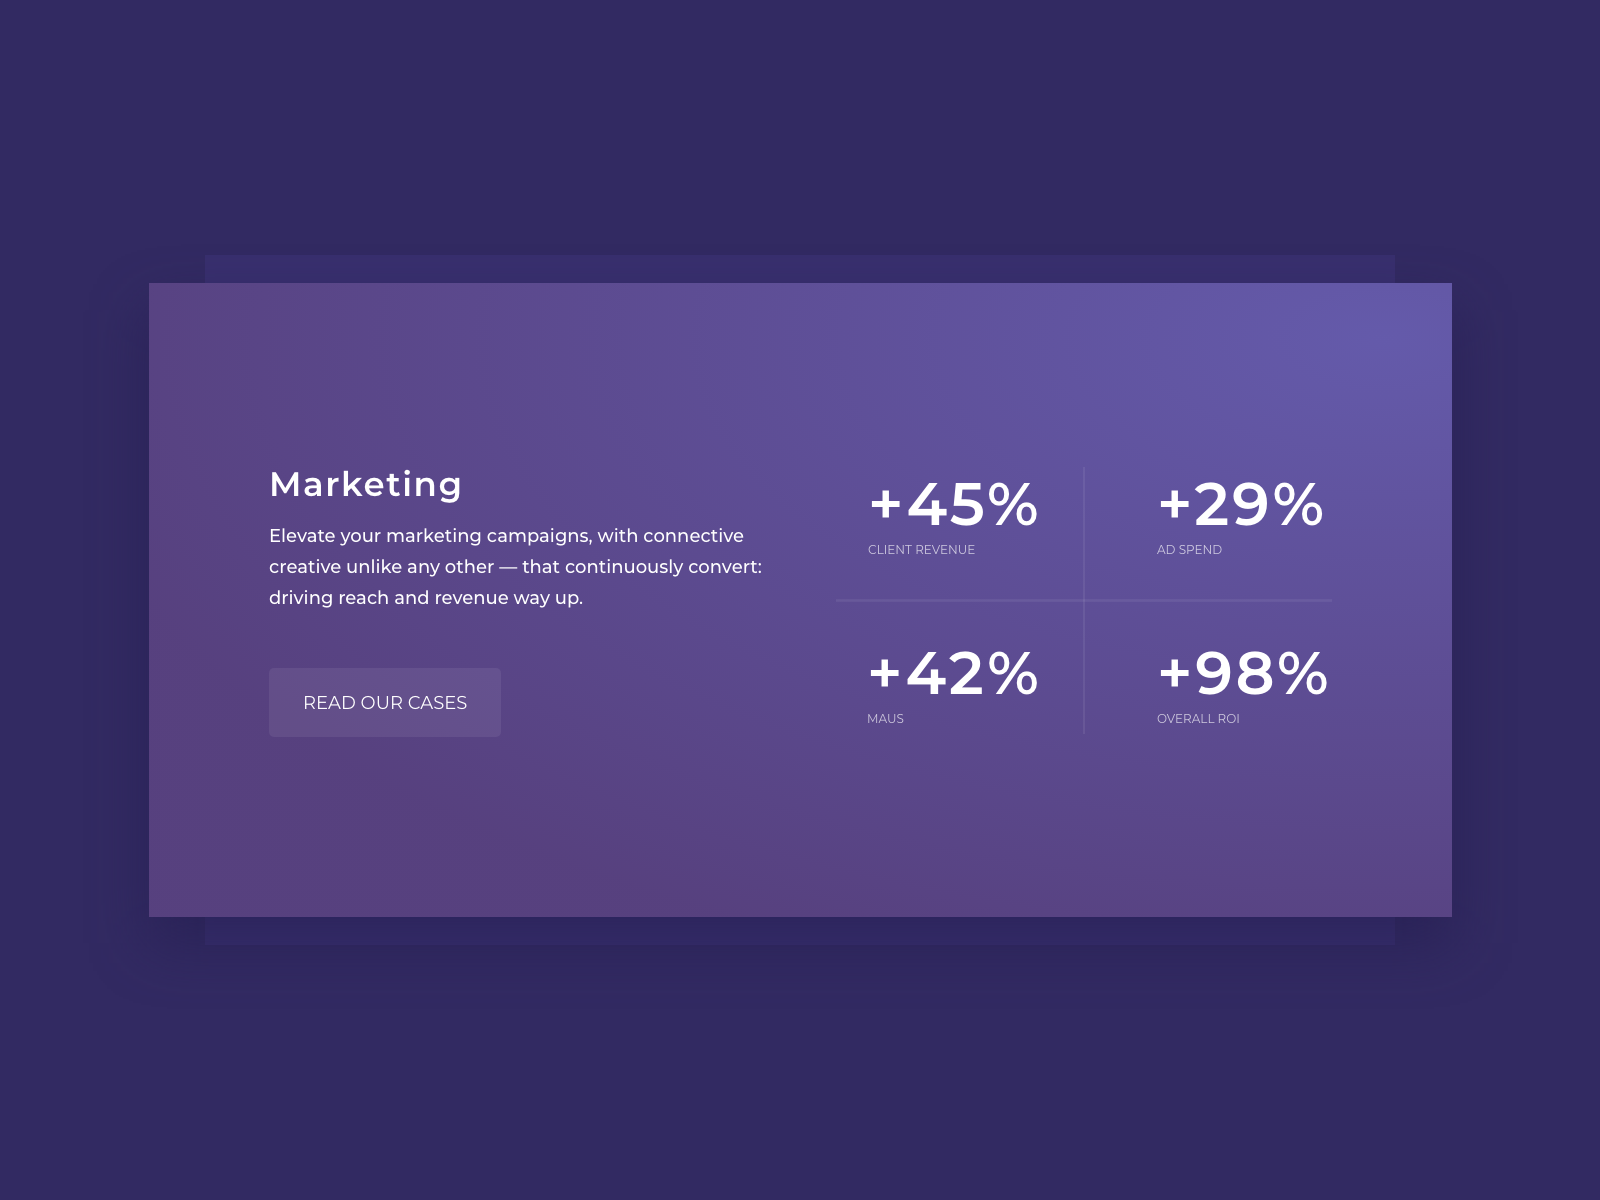 Marketing
Elevate your marketing campaigns, with connective
creative unlike any other — that continuously convert:
driving reach and revenue way up.
READ OUR CASES
+45%
CLIENT REVENUE
+29%
AD SPEND
+42%
MAUS
+98%
OVERALL ROI